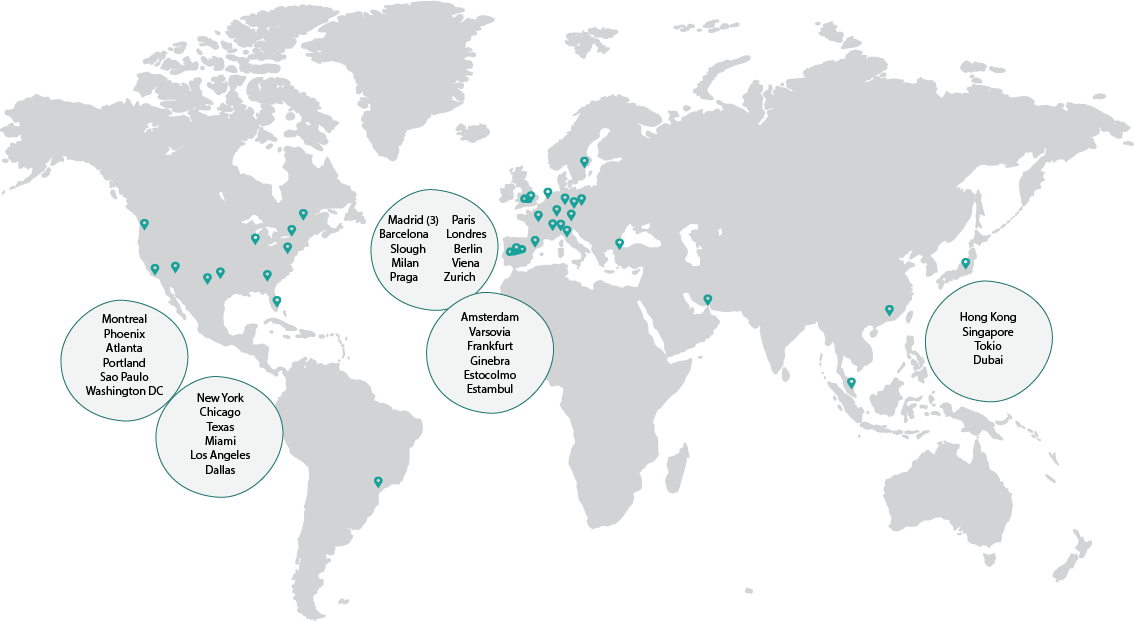 Madrid (3) Paris
Barcelona Londres
Slough Berlin
Milan Viena
Praga Zurich
Amsterdam
Varsovia
Frankfurt
Ginebra
Estocolmo
Estambul
Montreal
Phoenix
Atlanta
Portland
Sao Paulo
Washington DC
New York
Chicago
Texas
Miami
Los Angeles
Dallas
Hong Kong
Singapore
Tokio
Dubai